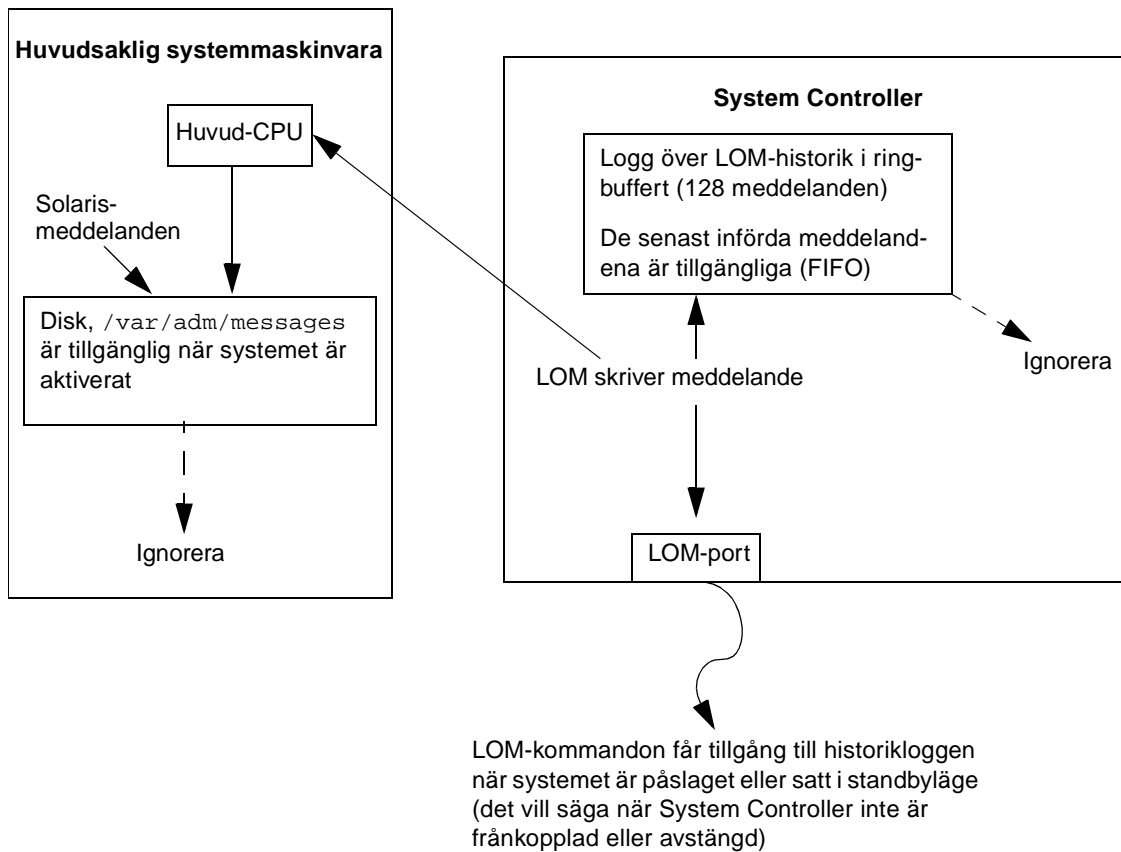 Huvudsaklig systemmaskinvara
Huvud-CPU
Solaris-
meddelanden
Disk, /var/adm/messages
är tillgänglig när systemet är
aktiverat
Ignorera
System Controller
Logg över LOM-historik i ring-
buffert (128 meddelanden)
De senast införda meddeland-
ena är tillgängliga (FIFO)
Ignorera
LOM skriver meddelande
LOM-port
LOM-kommandon får tillgång till historikloggen
när systemet är påslaget eller satt i standbyläge
(det vill säga när System Controller inte är
frånkopplad eller avstängd)